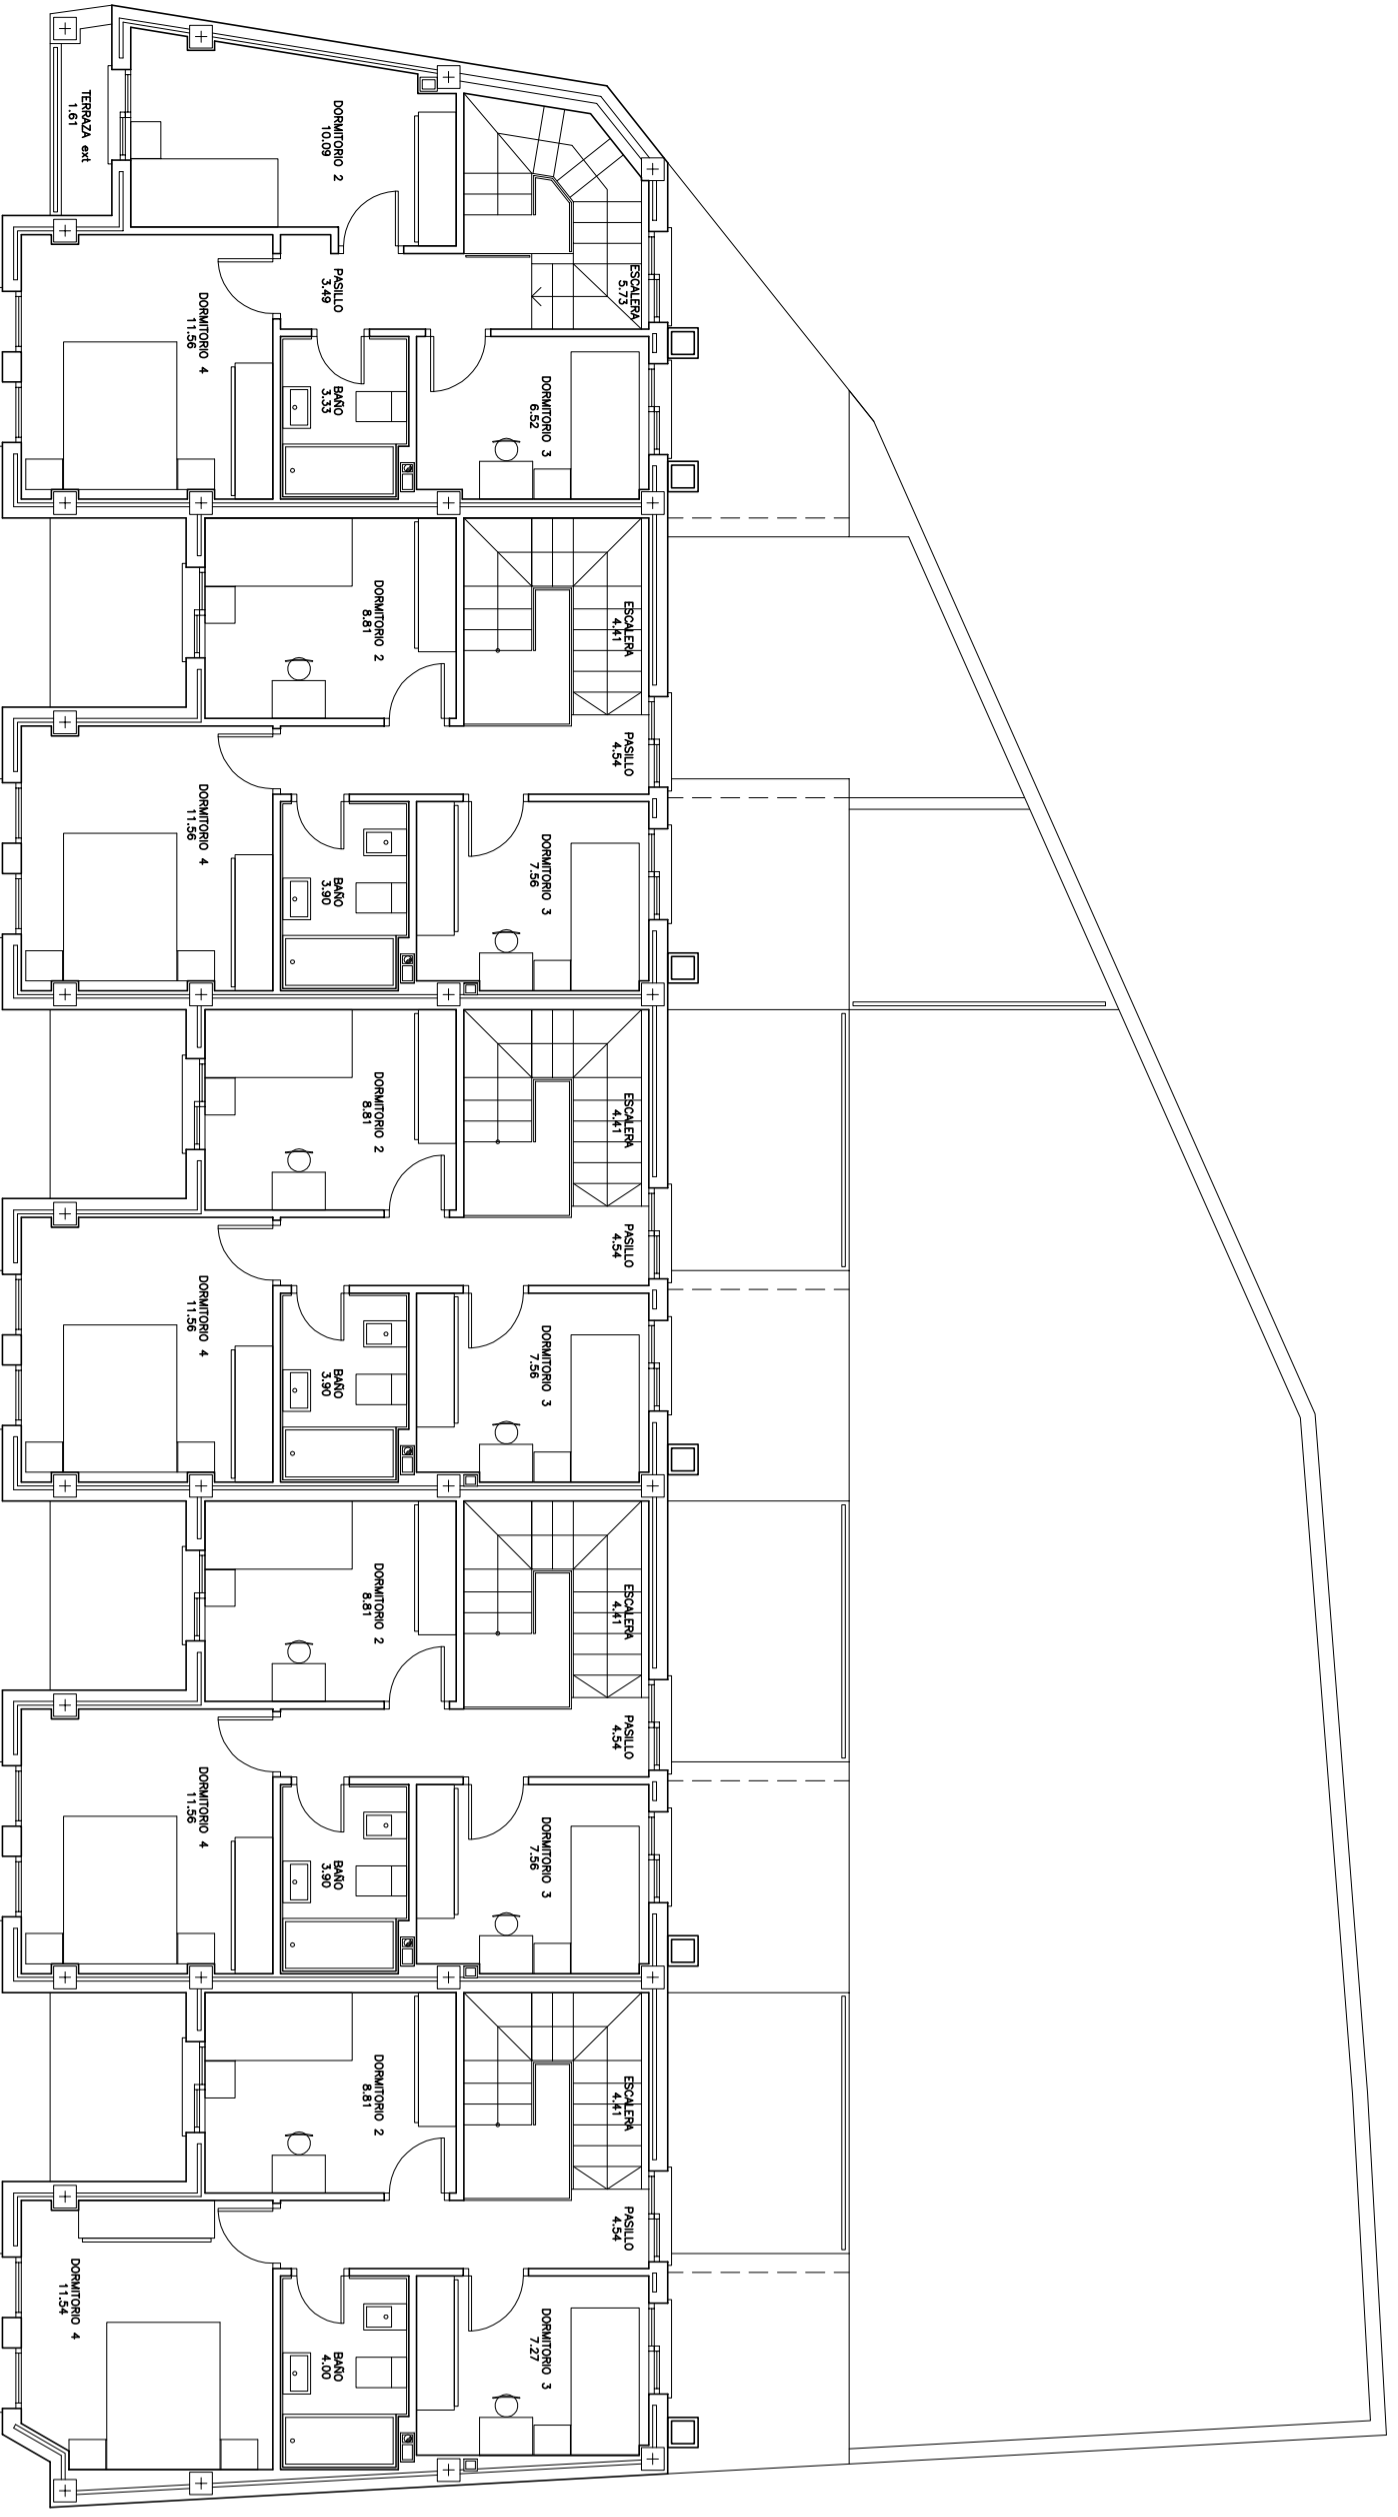 TERRAZA ext
1.61
DORMITORIO 2
10.09
ESCALERA
5.73
PASILLO
3.49
DORMITORIO 4
11.56
BAÑO
3.33
DORMITORIO 3
6.52
DORMITORIO 2
8.81
ESCALERA
4.41
PASILLO
4.54
DORMITORIO 4
11.56
BAÑO
3.90
DORMITORIO 3
7.56
DORMITORIO 2
8.81
ESCALERA
4.41
PASILLO
4.54
DORMITORIO 4
11.56
BAÑO
3.90
DORMITORIO 3
7.56
DORMITORIO 2
8.81
ESCALERA
4.41
PASILLO
4.54
DORMITORIO 4
11.56
BAÑO
3.90
DORMITORIO 3
7.56
DORMITORIO 2
8.81
ESCALERA
4.41
PASILLO
4.54
DORMITORIO 4
11.54
BAÑO
4.00
DORMITORIO 3
7.27